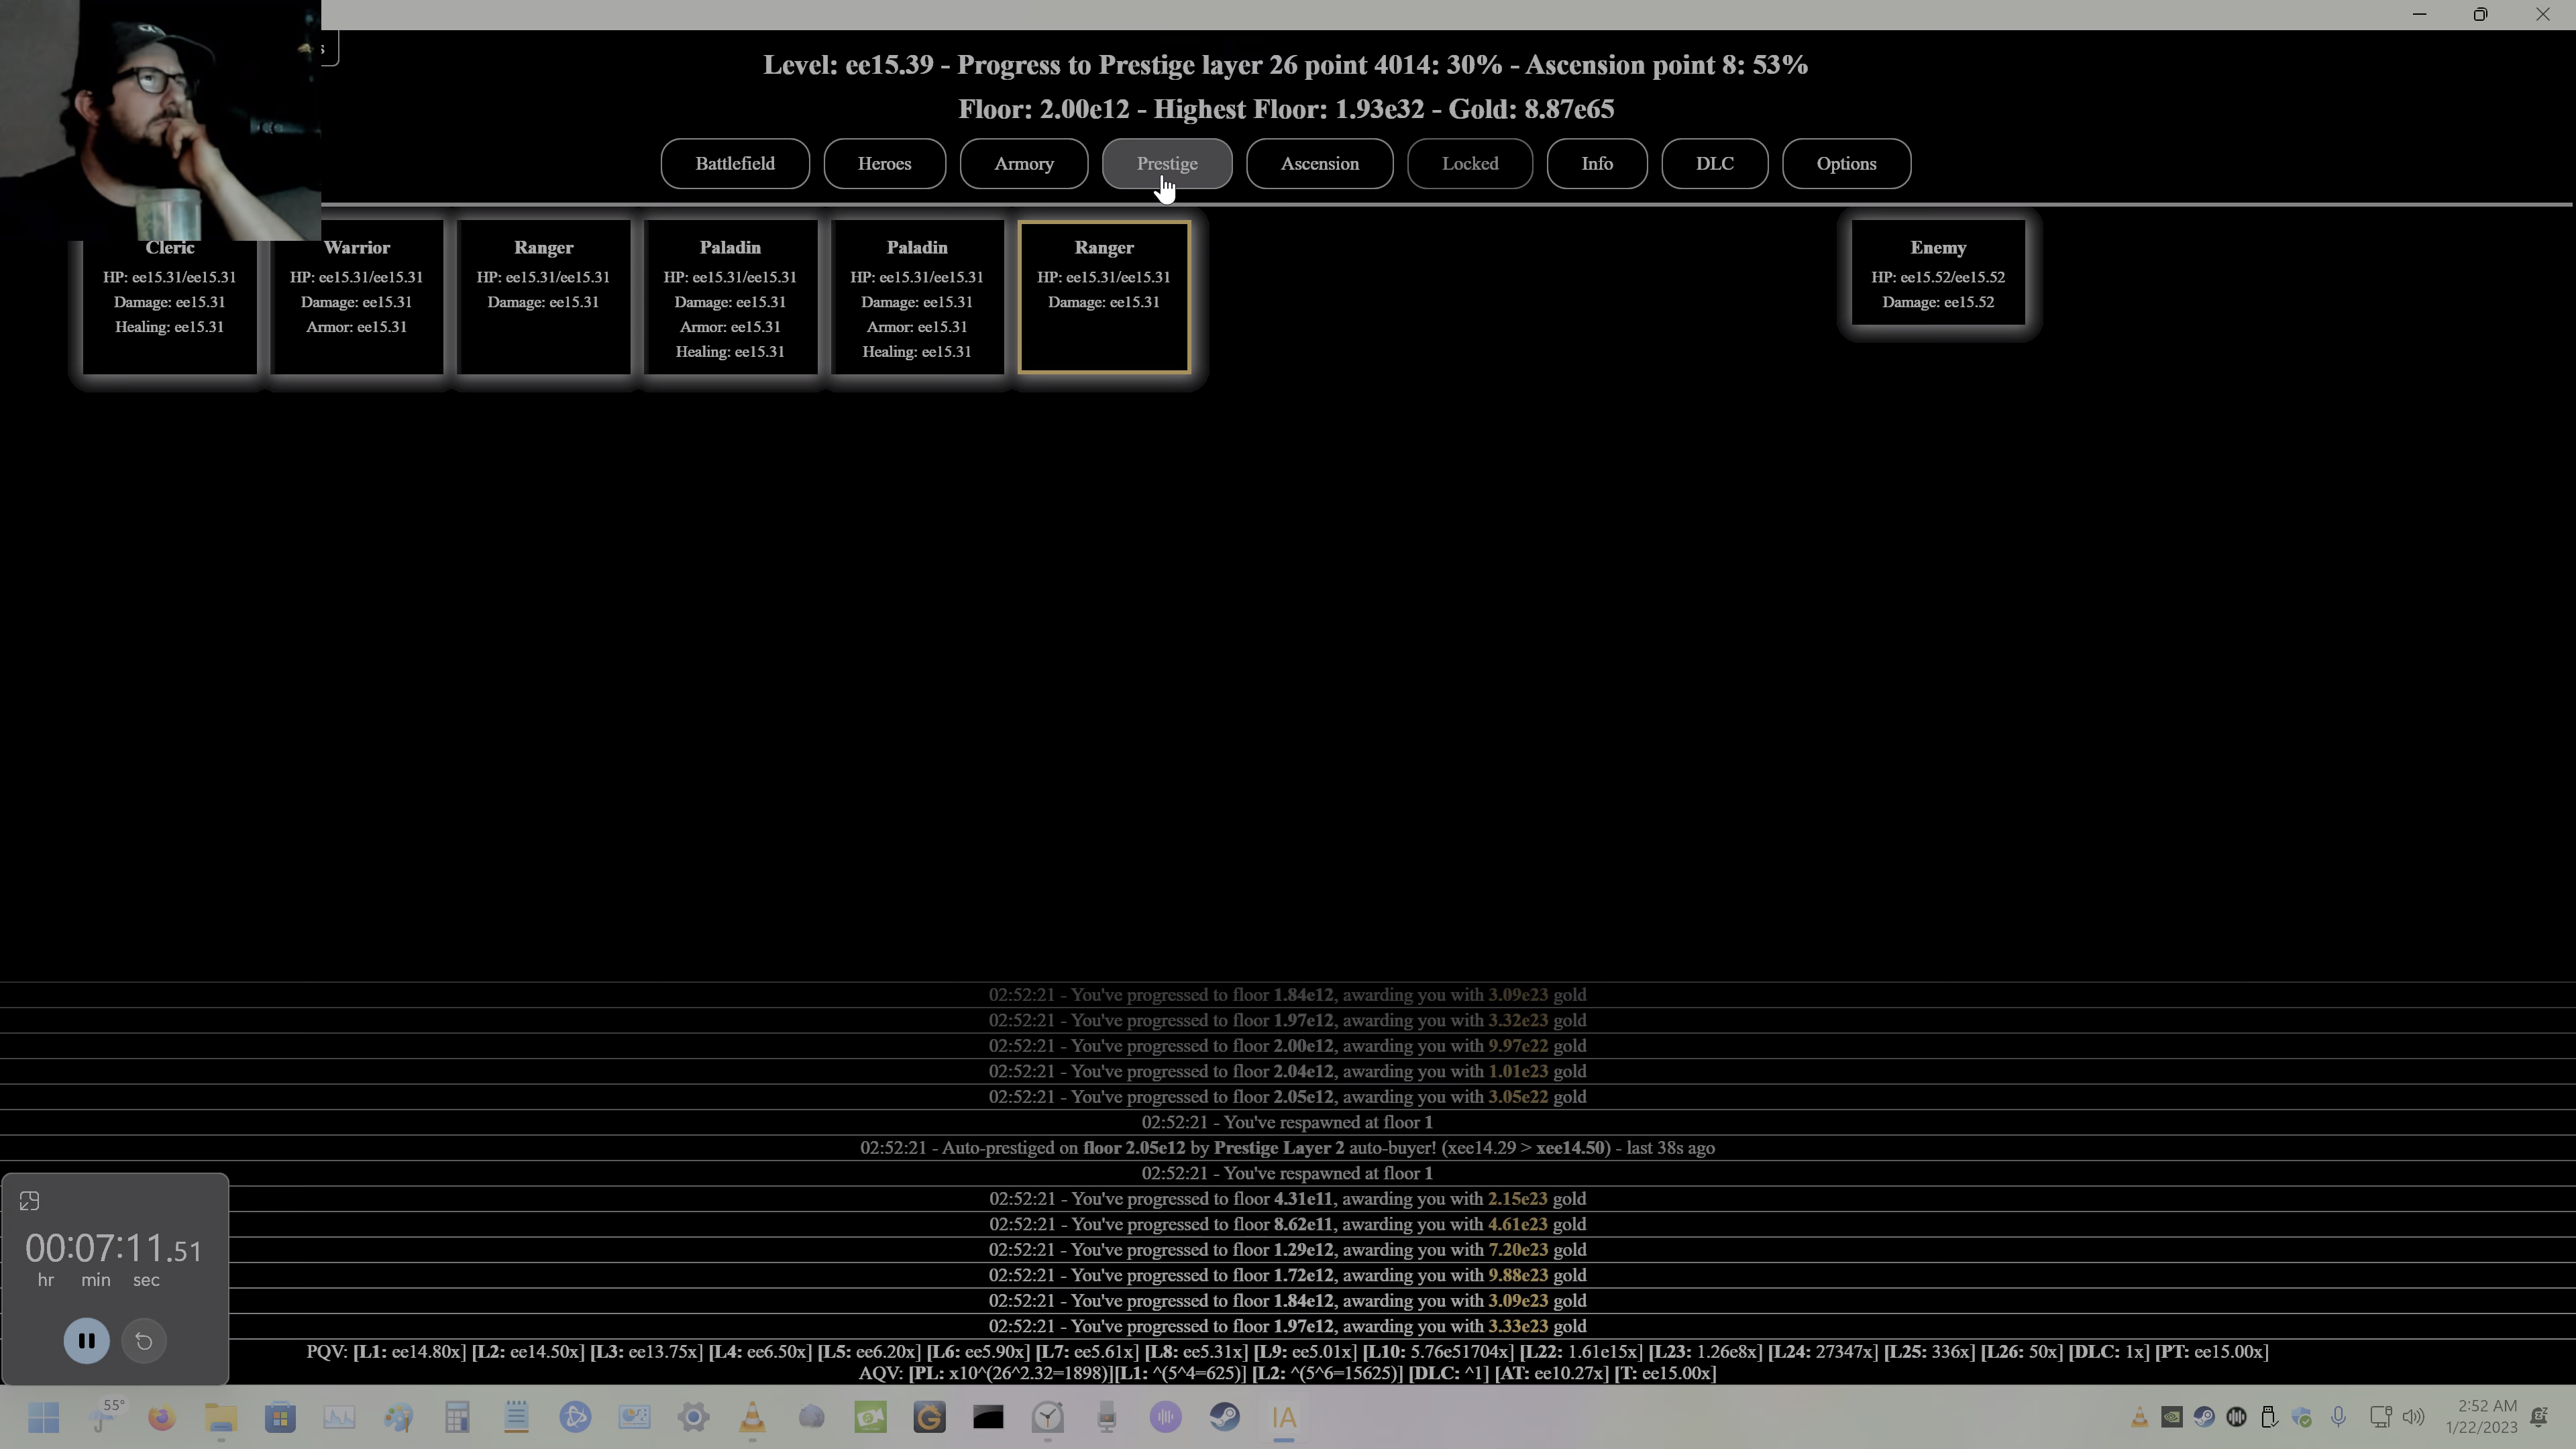 s
Level: ee15.39 - Progress to Prestige layer 26 point 4014: 30% - Ascension point 8: 53%
Floor: 2.00e12 - Highest Floor: 1.93e32 - Gold: 8.87e65
Battlefield Heroes Armory Prestige Ascension Locked Info DLC Options
Cleric
HP: ee15.31/ee15.31
Damage: ee15.31
Healing: ee15.31
Warrior
HP: ee15.31/ee15.31
Damage: ee15.31
Armor: ee15.31
Ranger
HP: ee15.31/ee15.31
Damage: ee15.31
Paladin
HP: ee15.31/ee15.31
Damage: ee15.31
Armor: ee15.31
Healing: ee15.31
Paladin
HP: ee15.31/ee15.31
Damage: ee15.31
Armor: ee15.31
Healing: ee15.31
Ranger
HP: ee15.31/ee15.31
Damage: ee15.31
Enemy
HP: ee15.52/ee15.52
Damage: ee15.52
02:52:21 - You've progressed to floor 1.84e12, awarding you with 3.09e23 gold
02:52:21 - You've progressed to floor 1.97e12, awarding you with 3.32e23 gold
02:52:21 - You've progressed to floor 2.00e12, awarding you with 9.97e22 gold
02:52:21 - You've progressed to floor 2.04e12, awarding you with 1.01e23 gold
02:52:21 - You've progressed to floor 2.05e12, awarding you with 3.05e22 gold
02:52:21 - You've respawned at floor 1
02:52:21 - Auto-prestiged on floor 2.05e12 by Prestige Layer 2 auto-buyer! (xee14.29 > xee14.50) - last 38s ago
02:52:21 - You've respawned at floor 1
02:52:21 - You've progressed to floor 4.31e11, awarding you with 2.15e23 gold
02:52:21 - You've progressed to floor 8.62e11, awarding you with 4.61e23 gold
02:52:21 - You've progressed to floor 1.29e12, awarding you with 7.20e23 gold
02:52:21 - You've progressed to floor 1.72e12, awarding you with 9.88e23 gold
02:52:21 - You've progressed to floor 1.84e12, awarding you with 3.09e23 gold
02:52:21 - You've progressed to floor 1.97e12, awarding you with 3.33e23 gold
00:07:11.51
hr min sec
PQV: [L1: ee14.80x] [L2: ee14.50x] [L3: ee13.75x] [L4: ee6.50x] [L5: ee6.20x] [L6: ee5.90x] [L7: ee5.61x] [L8: ee5.31x] [L9: ee5.01x] [L10: 5.76e51704x] [L22: 1.61e15x] [L23: 1.26e8x] [L24: 27347x] [L25: 336x] [L26: 50x] [DLC: 1x] [PT: ee15.00x]
AQV: [PL: x10^(26^2.32=1898)][L1: ^(5^4=625)] [L2: ^(5^6=15625)] [DLC: ^1] [AT: ee10.27x] [T: ee15.00x]
55°
IA
2:52 AM
1/22/2023